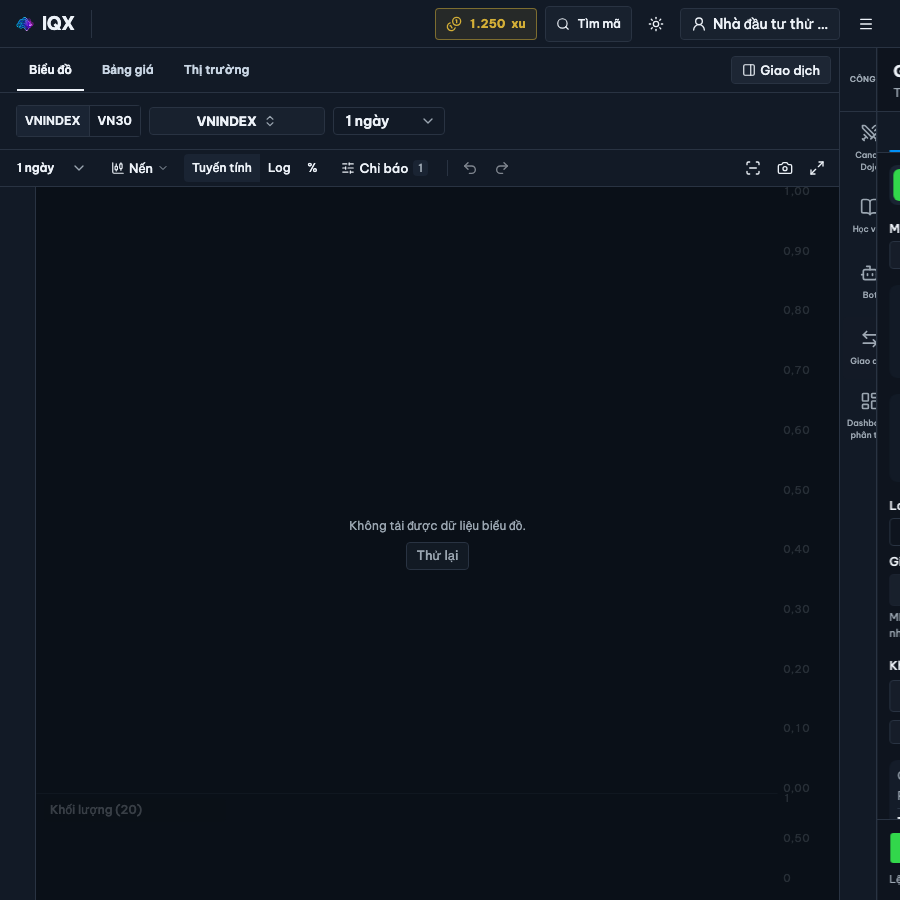 IQX
1.250 xu
Tìm mã
Nhà đầu tư thử ...
Biểu đồ
Bảng giá
Thị trường
Giao dịch
VNINDEX
VN30
VNINDEX
1 ngày
1 ngày
Nến
Tuyến tính
Log
%
Chỉ báo
1
1,00
0,90
0,80
0,70
0,60
0,50
0,40
0,30
0,20
0,10
0,00
Không tải được dữ liệu biểu đồ.
Thử lại
Khối lượng (20)
1
0,50
0
CÔNG
Doj
Học v
Bot
Giao
phân t